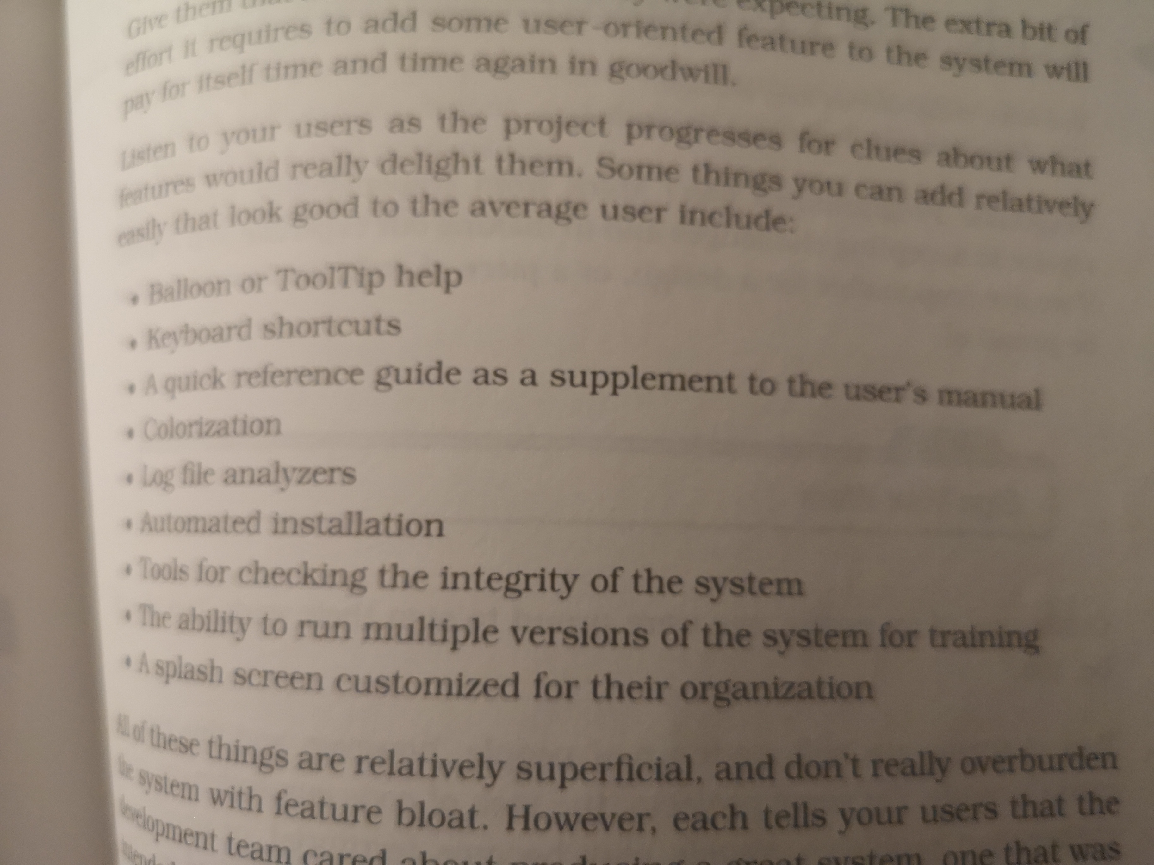 Give them expecting. The extra bit of
effort it requires to add some user-oriented feature to the system will
pay for itself time and time again in goodwill.
Listen to your users as the project progresses for clues about what
features would really delight them. Some things you can add relatively
easily that look good to the average user include:
• Balloon or ToolTip help
• Keyboard shortcuts
• A quick reference guide as a supplement to the user's manual
• Colorization
• Log file analyzers
• Automated installation
• Tools for checking the integrity of the system
• The ability to run multiple versions of the system for training
• A splash screen customized for their organization
All of these things are relatively superficial, and don't really overburden
the system with feature bloat. However, each tells your users that the
development team cared about producing a great system, one that was